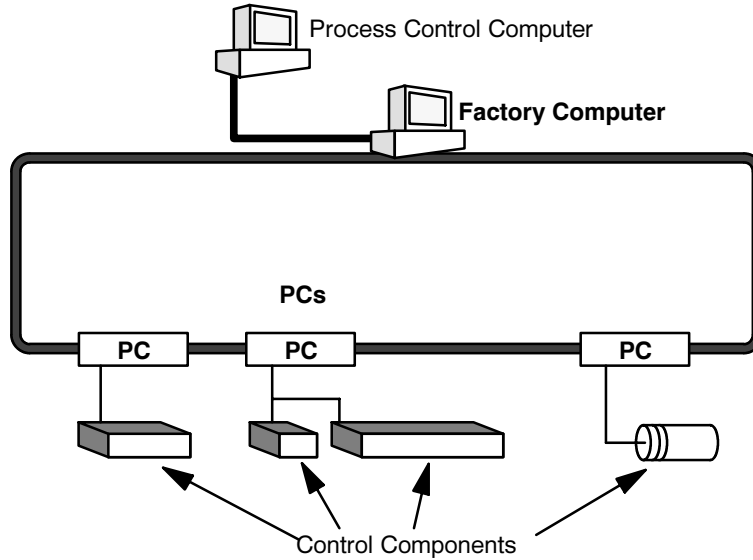 Process Control Computer
Factory Computer
PCs
PC
PC
PC
Control Components